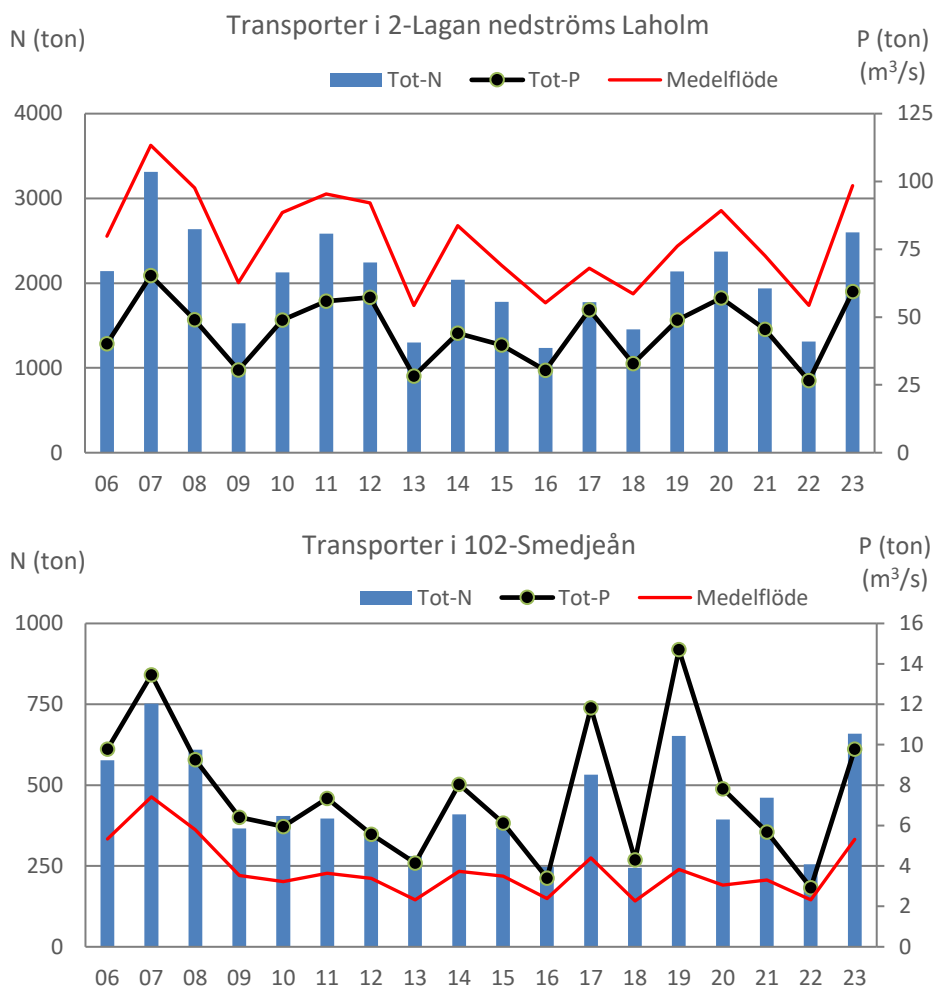 Transporter i 2-Lagan nedströms Laholm
N (ton)
P (ton)
(m³/s)
Tot-N Tot-P Medelflöde
4000 125
3000 100
75
2000
50
1000
25
0 0
06 07 08 09 10 11 12 13 14 15 16 17 18 19 20 21 22 23
Transporter i 102-Smedjeån
N (ton)
P (ton)
(m³/s)
Tot-N Tot-P Medelflöde
1000 16
14
750 12
10
500 8
6
250 4
2
0 0
06 07 08 09 10 11 12 13 14 15 16 17 18 19 20 21 22 23